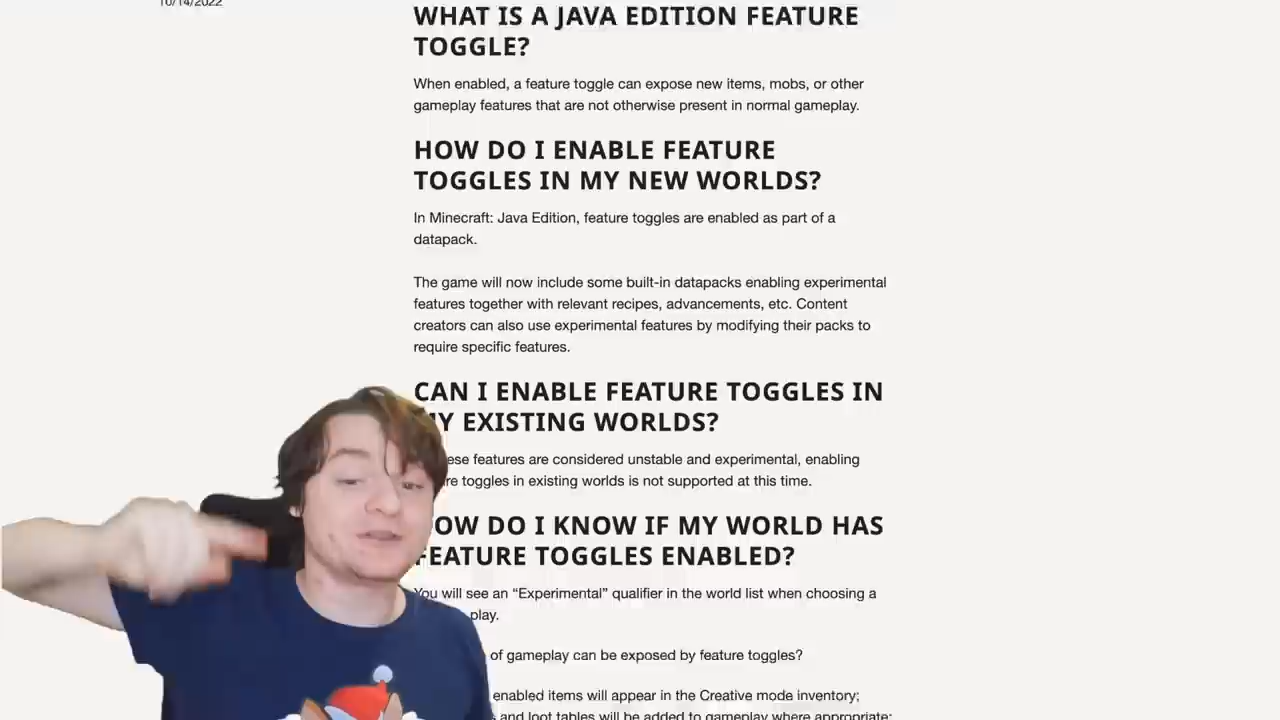 10/14/2022
WHAT IS A JAVA EDITION FEATURE
TOGGLE?
When enabled, a feature toggle can expose new items, mobs, or other
gameplay features that are not otherwise present in normal gameplay.
HOW DO I ENABLE FEATURE
TOGGLES IN MY NEW WORLDS?
In Minecraft: Java Edition, feature toggles are enabled as part of a
datapack.
The game will now include some built-in datapacks enabling experimental
features together with relevant recipes, advancements, etc. Content
creators can also use experimental features by modifying their packs to
require specific features.
CAN I ENABLE FEATURE TOGGLES IN
MY EXISTING WORLDS?
features are considered unstable and experimental, enabling
toggles in existing worlds is not supported at this time.
HOW DO I KNOW IF MY WORLD HAS
FEATURE TOGGLES ENABLED?
You will see an “Experimental” qualifier in the world list when choosing a
play.
of gameplay can be exposed by feature toggles?
enabled items will appear in the Creative mode inventory;
and loot tables will be added to gameplay where appropriate;